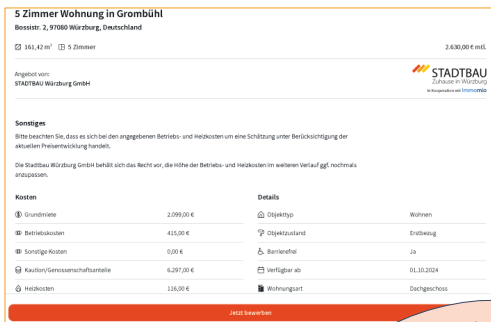 5 Zimmer Wohnung in Grombühl
Bossistr. 2, 97080 Würzburg, Deutschland
161,42 m² 5 Zimmer 2.630,00 € mtl.
Angebot von:
STADTBAU Würzburg GmbH
STADTBAU
Zuhause in Würzburg
in Kooperation mit Immomio
Sonstiges
Bitte beachten Sie, dass es sich bei den angegebenen Betriebs- und Heizkosten um eine Schätzung unter Berücksichtigung der
aktuellen Preisentwicklung handelt.
Die Stadtbau Würzburg GmbH behält sich das Recht vor, die Höhe der Betriebs- und Heizkosten im weiteren Verlauf ggf. nochmals
anzupassen.
Kosten
Grundmiete 2.099,00 €
Betriebskosten 415,00 €
Sonstige Kosten 0,00 €
Kaution/Genossenschaftsanteile 6.297,00 €
Heizkosten 116,00 €
Details
Objekttyp Wohnen
Objektzustand Erstbezug
Barrierefrei Ja
Verfügbar ab 01.10.2024
Wohnungsart Dachgeschoss
Jetzt bewerben